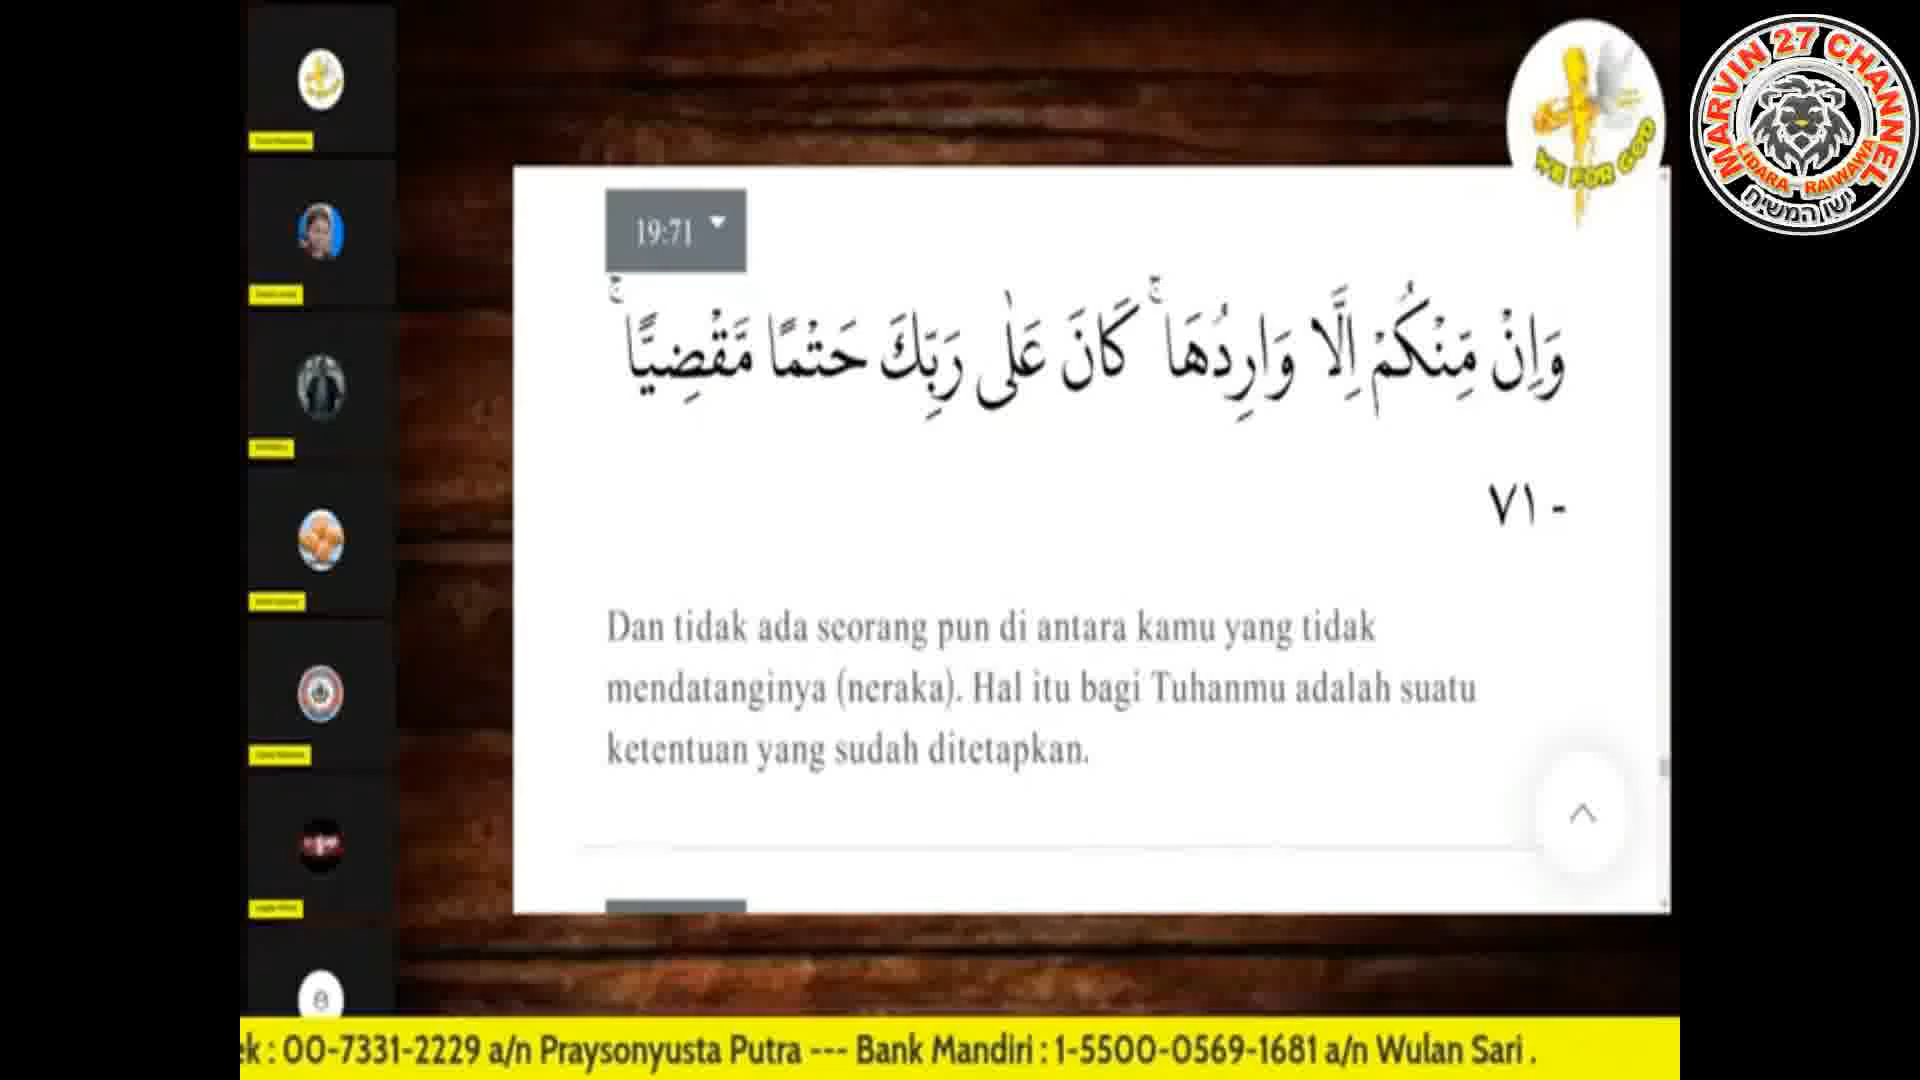 MARVIN 27 CHANNEL
LIDARA - RAIWAWA
ישו המשיח
WE FOR GOD
19:71
وَاِنْ مِّنْكُمْ اِلَّا وَارِدُهَا ۚ كَانَ عَلٰى رَبِّكَ حَتْمًا مَّقْضِيًّا ۚ
- ٧١
Dan tidak ada seorang pun di antara kamu yang tidak
mendatanginya (neraka). Hal itu bagi Tuhanmu adalah suatu
ketentuan yang sudah ditetapkan.
ek : 00-7331-2229 a/n Praysonyusta Putra --- Bank Mandiri : 1-5500-0569-1681 a/n Wulan Sari .